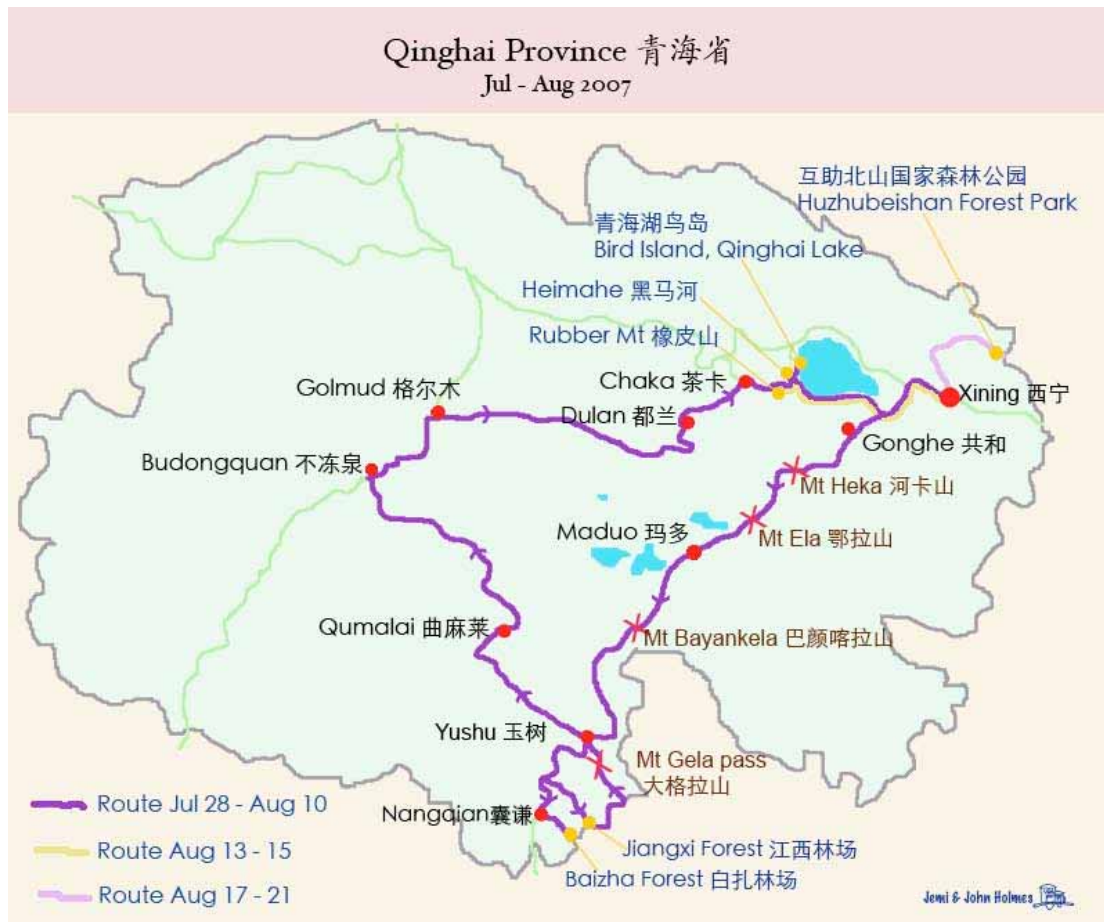 Qinghai Province 青海省
Jul - Aug 2007
互助北山国家森林公园
Huzhubeishan Forest Park
青海湖鸟岛
Bird Island, Qinghai Lake
Heimahe 黑马河
Rubber Mt 橡皮山
Chaka 茶卡
Golmud 格尔木
Xining 西宁
Dulan 都兰
Gonghe 共和
Budongquan 不冻泉
Mt Heka 河卡山
Maduo 玛多
Mt Ela 鄂拉山
Qumalai 曲麻莱
Mt Bayankela 巴颜喀拉山
Yushu 玉树
Mt Gela pass
大格拉山
Route Jul 28 - Aug 10
Nangqian囊谦
Route Aug 13 - 15
Jiangxi Forest 江西林场
Baizha Forest 白扎林场
Route Aug 17 - 21
Jemi & John Holmes